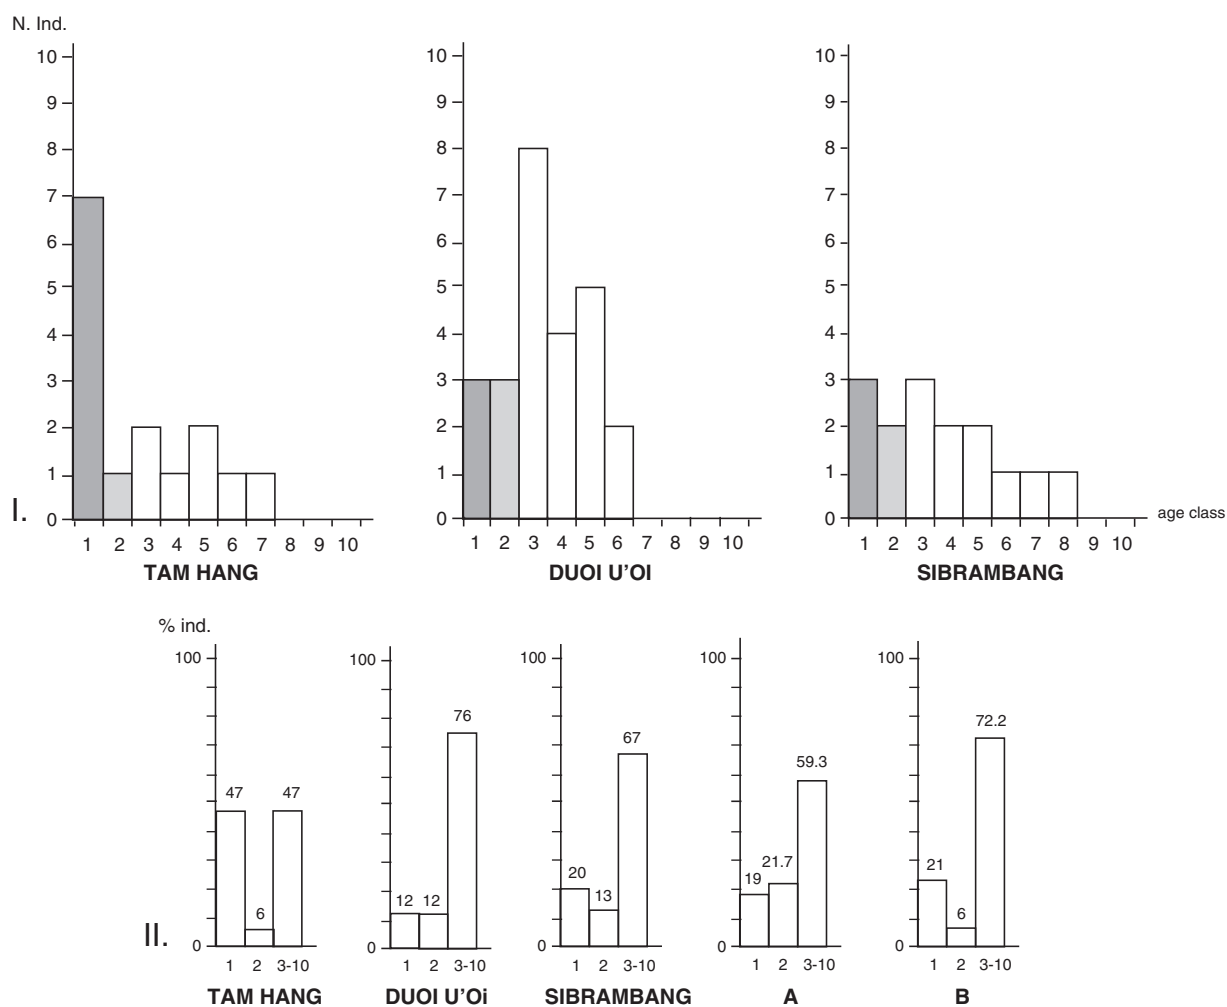 N. Ind.
10 9 8 7 6 5 4 3 2 1 0
10 9 8 7 6 5 4 3 2 1 0
10 9 8 7 6 5 4 3 2 1 0
I.
1 2 3 4 5 6 7 8 9 10
1 2 3 4 5 6 7 8 9 10
1 2 3 4 5 6 7 8 9 10
age class
TAM HANG
DUOI U'OI
SIBRAMBANG
% ind.
II.
100 0
47 6 47
1 2 3-10
TAM HANG
100 0
12 12 76
1 2 3-10
DUOI U'Oi
100 0
20 13 67
1 2 3-10
SIBRAMBANG
100 0
19 21.7 59.3
1 2 3-10
A
100 0
21 6 72.2
1 2 3-10
B